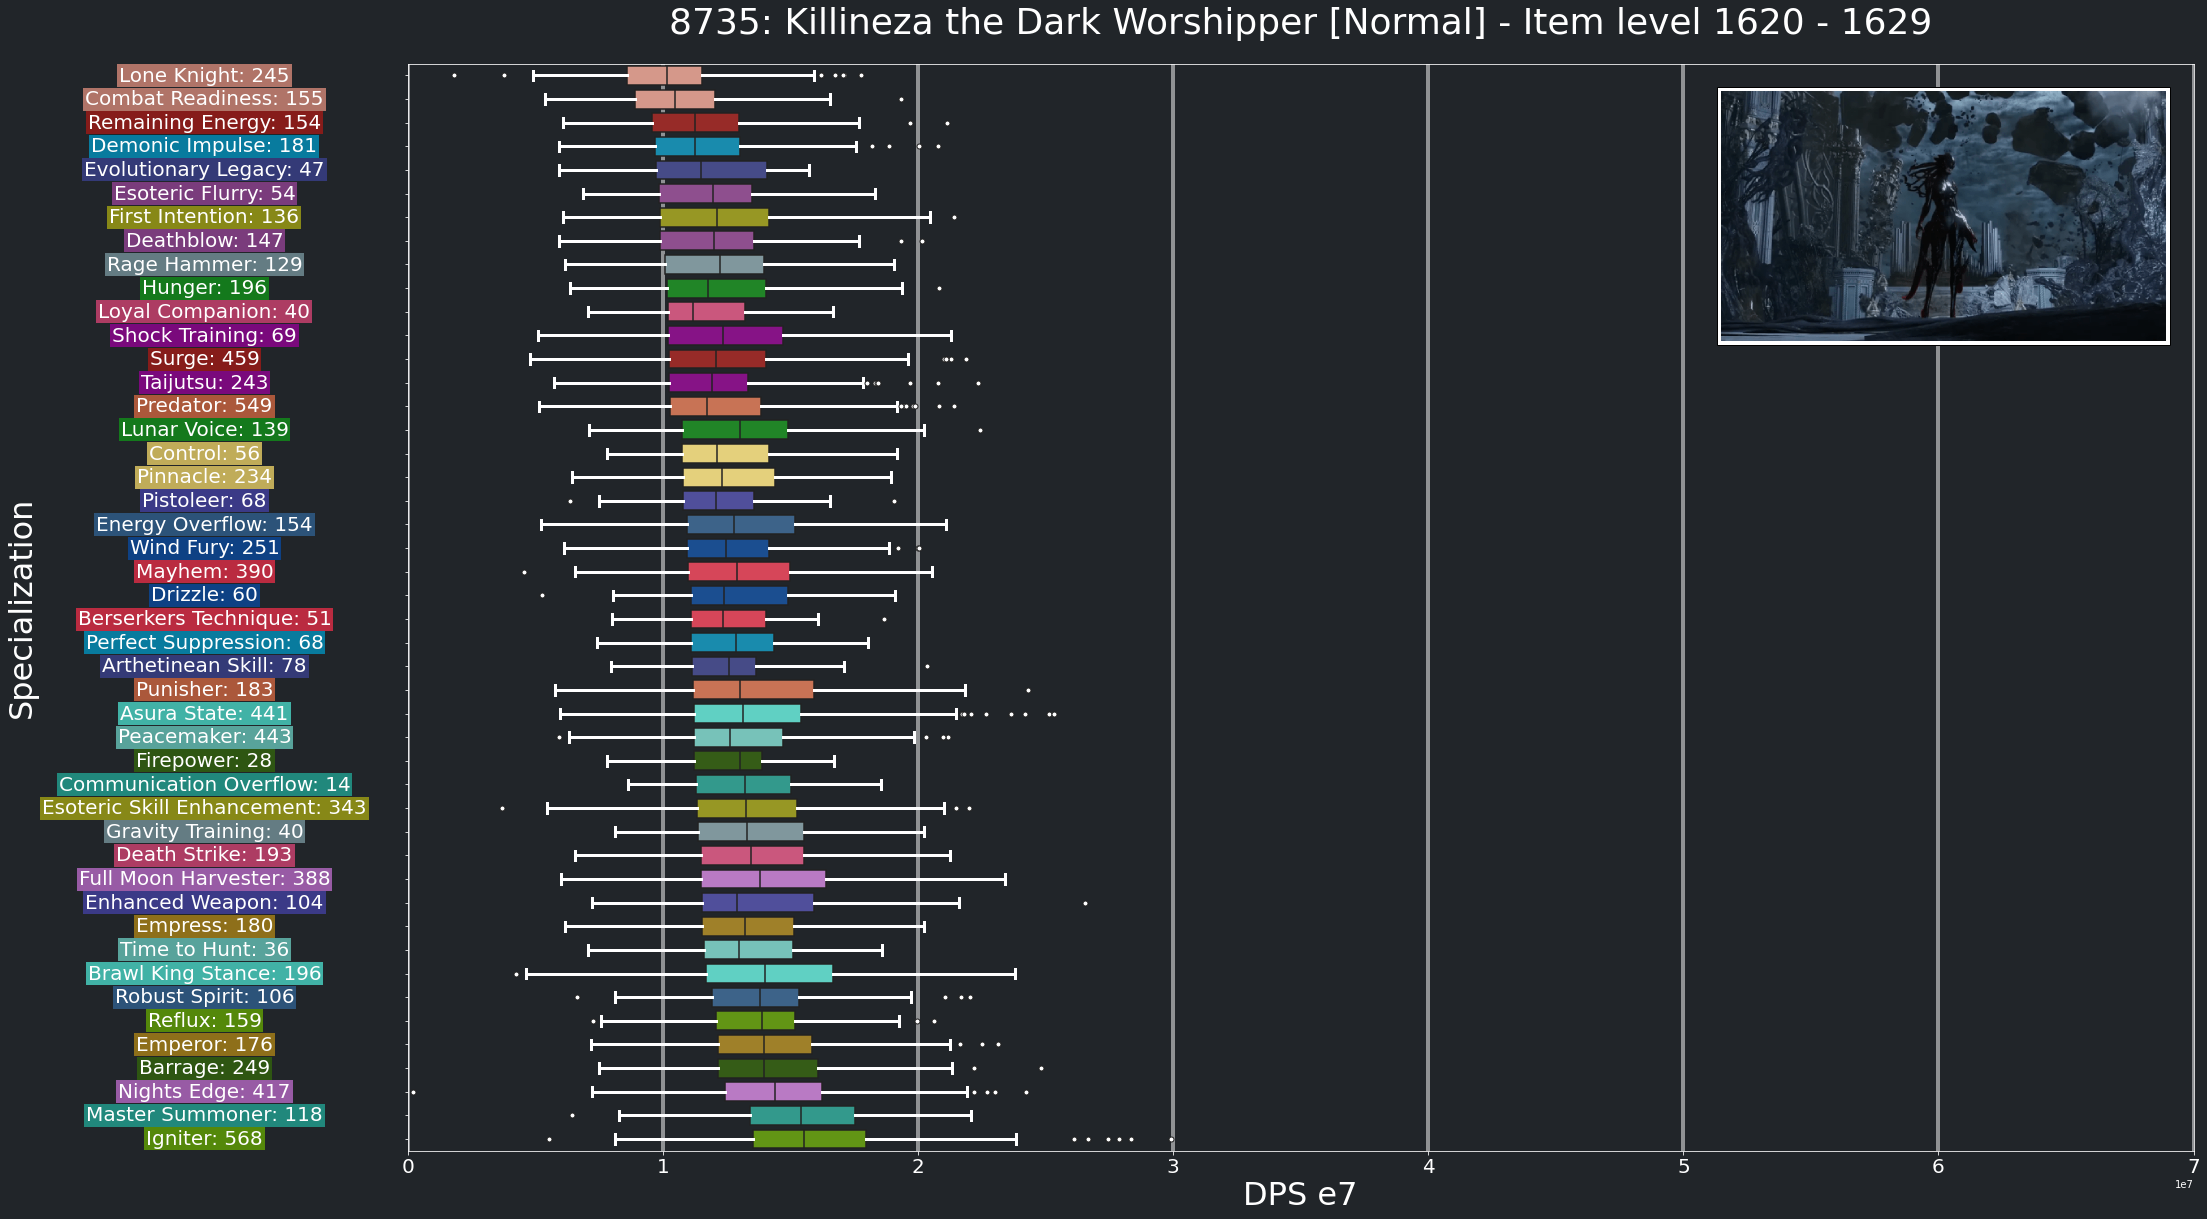 8735: Killineza the Dark Worshipper [Normal] - Item level 1620 - 1629
Specialization
Lone Knight: 245
Combat Readiness: 155
Remaining Energy: 154
Demonic Impulse: 181
Evolutionary Legacy: 47
Esoteric Flurry: 54
First Intention: 136
Deathblow: 147
Rage Hammer: 129
Hunger: 196
Loyal Companion: 40
Shock Training: 69
Surge: 459
Taijutsu: 243
Predator: 549
Lunar Voice: 139
Control: 56
Pinnacle: 234
Pistoleer: 68
Energy Overflow: 154
Wind Fury: 251
Mayhem: 390
Drizzle: 60
Berserkers Technique: 51
Perfect Suppression: 68
Arthetinean Skill: 78
Punisher: 183
Asura State: 441
Peacemaker: 443
Firepower: 28
Communication Overflow: 14
Esoteric Skill Enhancement: 343
Gravity Training: 40
Death Strike: 193
Full Moon Harvester: 388
Enhanced Weapon: 104
Empress: 180
Time to Hunt: 36
Brawl King Stance: 196
Robust Spirit: 106
Reflux: 159
Emperor: 176
Barrage: 249
Nights Edge: 417
Master Summoner: 118
Igniter: 568
0 1 2 3 4 5 6 7
1e7
DPS e7